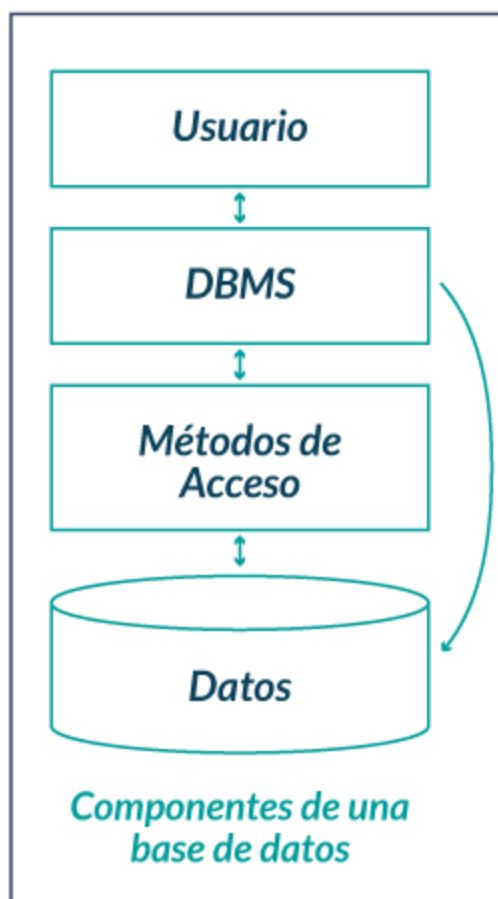 Usuario
DBMS
Métodos de
Acceso
Datos
Componentes de una
base de datos